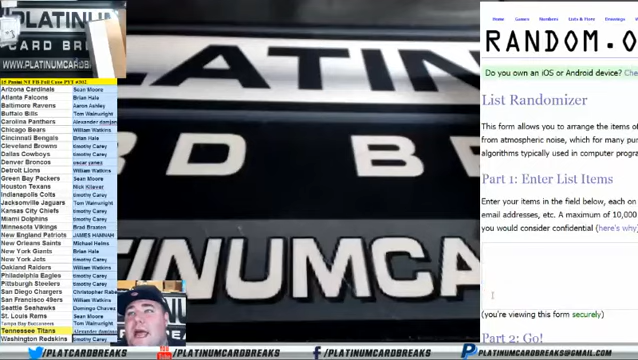 PLATINUM
CARD BRE
WWW.PLATINUMCARDB
Arizona Cardinals Sean Moore
Atlanta Falcons Brian Hale
Baltimore Ravens Aaron Ashley
Buffalo Bills Tom Wainwright
Carolina Panthers
Chicago Bears William Watkins
Cincinnati Bengals Brian Hale
Cleveland Browns timothy Carey
Dallas Cowboys timothy Carey
Denver Broncos
Detroit Lions William Watkins
Green Bay Packers Sean Moore
Houston Texans Nick
Indianapolis Colts timothy Carey
Jacksonville Jaguars Tom Wainwright
Kansas City Chiefs timothy Carey
Miami Dolphins timothy Carey
Minnesota Vikings Brad Braxton
New England Patriots JAMES HANNAH
New Orleans Saints Michael Helms
New York Giants Brian Hale
New York Jets timothy Carey
Oakland Raiders William Watkins
Philadelphia Eagles timothy Carey
Pittsburgh Steelers timothy Carey
San Diego Chargers Christopher
San Francisco 49ers William Watkins
Seattle Seahawks Domingo Chavez
St. Louis Rams Sean Moore
Tampa Bay Buccaneers Tom Wainwright
Tennessee Titans
Washington Redskins timothy Carey
LATIN
RD B
TINUMCA
Home Games Numbers Lists & More Drawings
RANDOM.O
Do you own an iOS or Android device? Che
List Randomizer
This form allows you to arrange the items o
from atmospheric noise, which for many pur
algorithms typically used in computer progra
Part 1: Enter List Items
Enter your items in the field below, each on
email addresses, etc. A maximum of 10,000
you would consider confidential (here's why)
(you're viewing this form securely)
Part 2: Go!
/PLATCARDBREAKS
You Tube /PLATINUMCARDBREAKS
f /PLATINUMCARDBREAKS
PLATINUMCARDBREAKS@GMAIL.COM